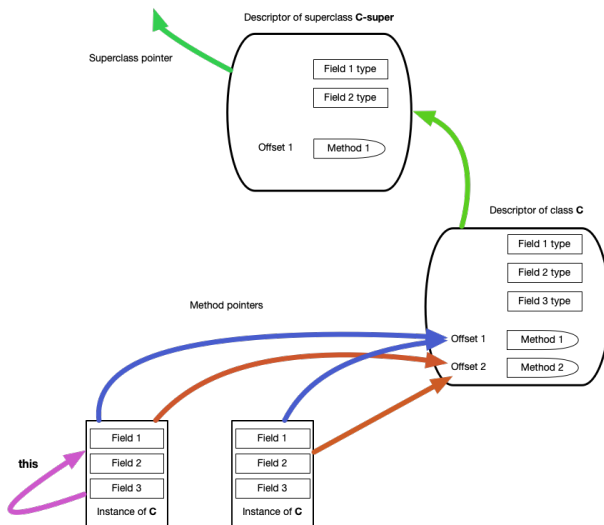 Descriptor of superclass C-super
Superclass pointer
Field 1 type
Field 2 type
Offset 1
Method 1
Descriptor of class C
Field 1 type
Field 2 type
Field 3 type
Method pointers
Offset 1
Method 1
Offset 2
Method 2
this
Field 1
Field 2
Field 3
Instance of C
Field 1
Field 2
Field 3
Instance of C